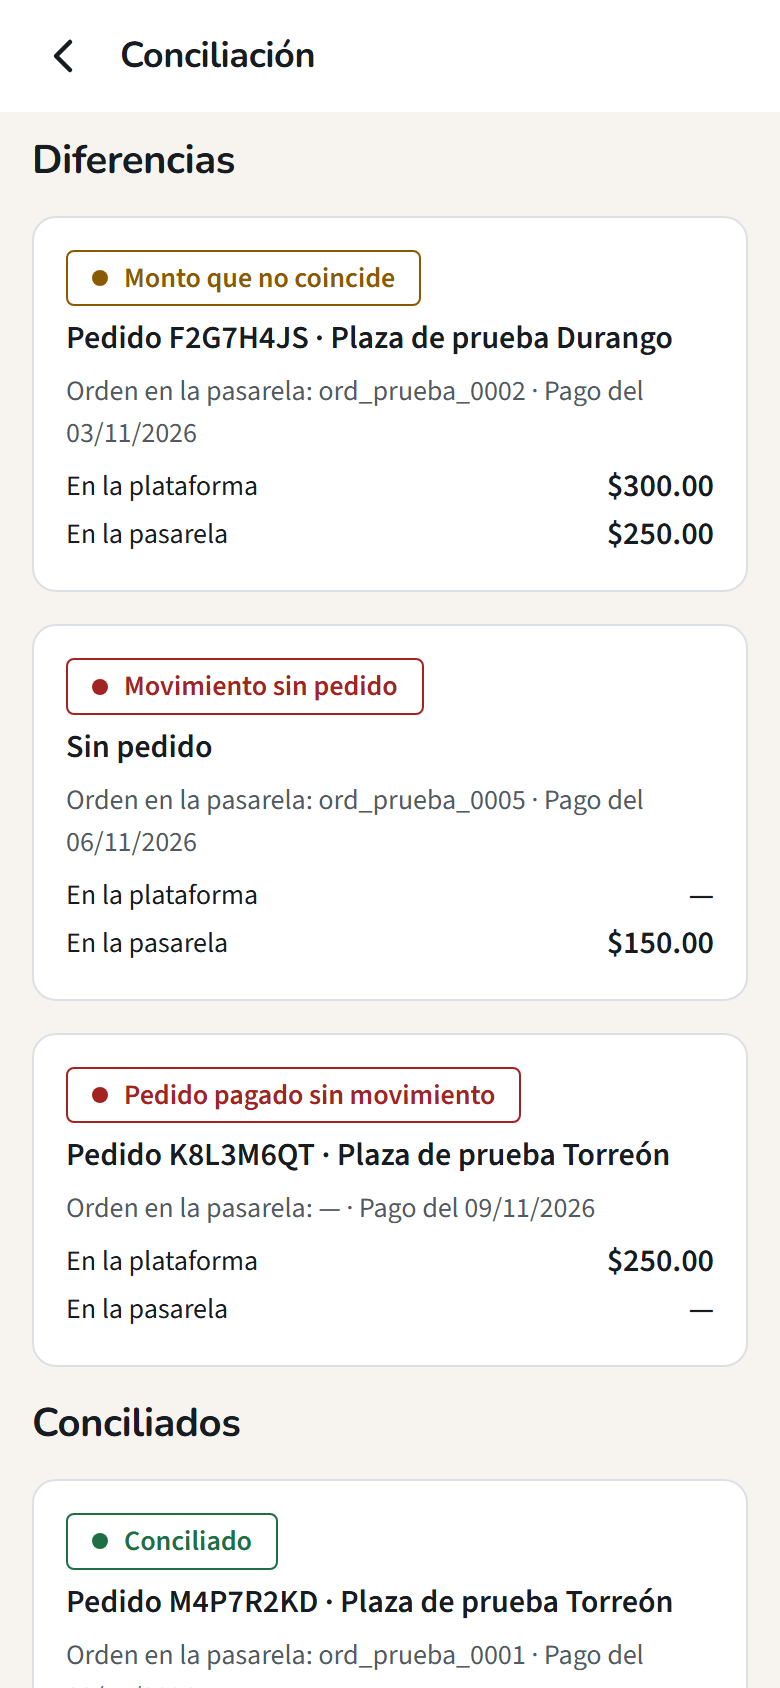 Conciliación
Diferencias
Monto que no coincide
Pedido F2G7H4JS · Plaza de prueba Durango
Orden en la pasarela: ord_prueba_0002 · Pago del
03/11/2026
En la plataforma $300.00
En la pasarela $250.00
Movimiento sin pedido
Sin pedido
Orden en la pasarela: ord_prueba_0005 · Pago del
06/11/2026
En la plataforma —
En la pasarela $150.00
Pedido pagado sin movimiento
Pedido K8L3M6QT · Plaza de prueba Torreón
Orden en la pasarela: — · Pago del 09/11/2026
En la plataforma $250.00
En la pasarela —
Conciliados
Conciliado
Pedido M4P7R2KD · Plaza de prueba Torreón
Orden en la pasarela: ord_prueba_0001 · Pago del